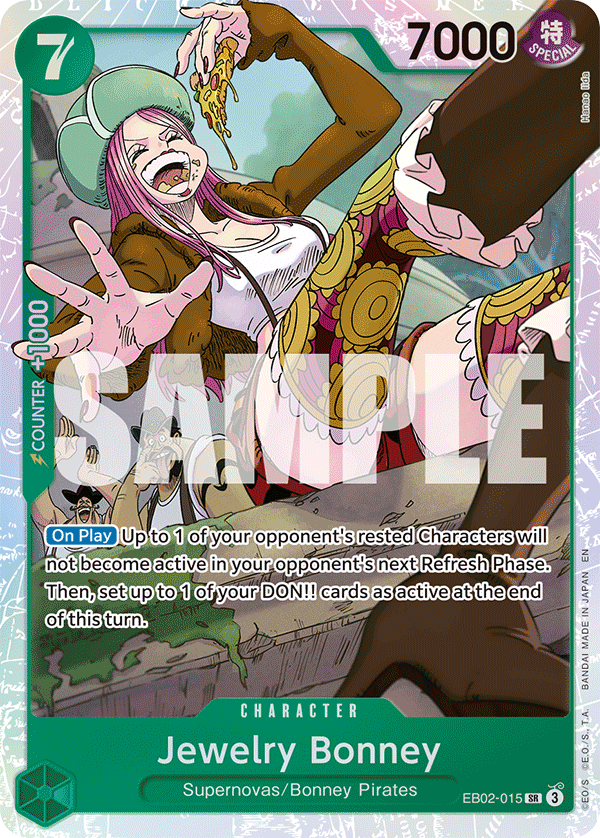 7
7000
特
SPECIAL
Hanao Iida
COUNTER +1000
SAMPLE
On Play Up to 1 of your opponent's rested Characters will
not become active in your opponent's next Refresh Phase.
Then, set up to 1 of your DON!! cards as active at the end
of this turn.
CHARACTER
Jewelry Bonney
Supernovas/Bonney Pirates
EB02-015 SR 3
©E.O/S ©E.O./S., T.A. BANDAI MADE IN JAPAN EN